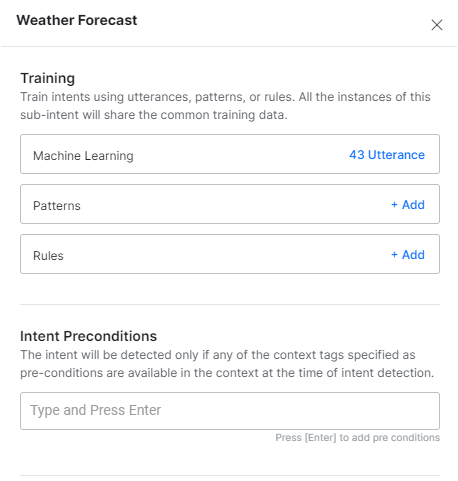 Weather Forecast
Training
Train intents using utterances, patterns, or rules. All the instances of this
sub-intent will share the common training data.
Machine Learning 43 Utterance
Patterns + Add
Rules + Add
Intent Preconditions
The intent will be detected only if any of the context tags specified as
pre-conditions are available in the context at the time of intent detection.
Type and Press Enter
Press [Enter] to add pre conditions